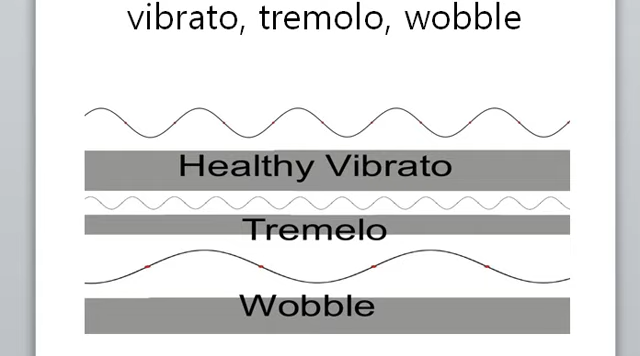 vibrato, tremolo, wobble
Healthy Vibrato
Tremelo
Wobble